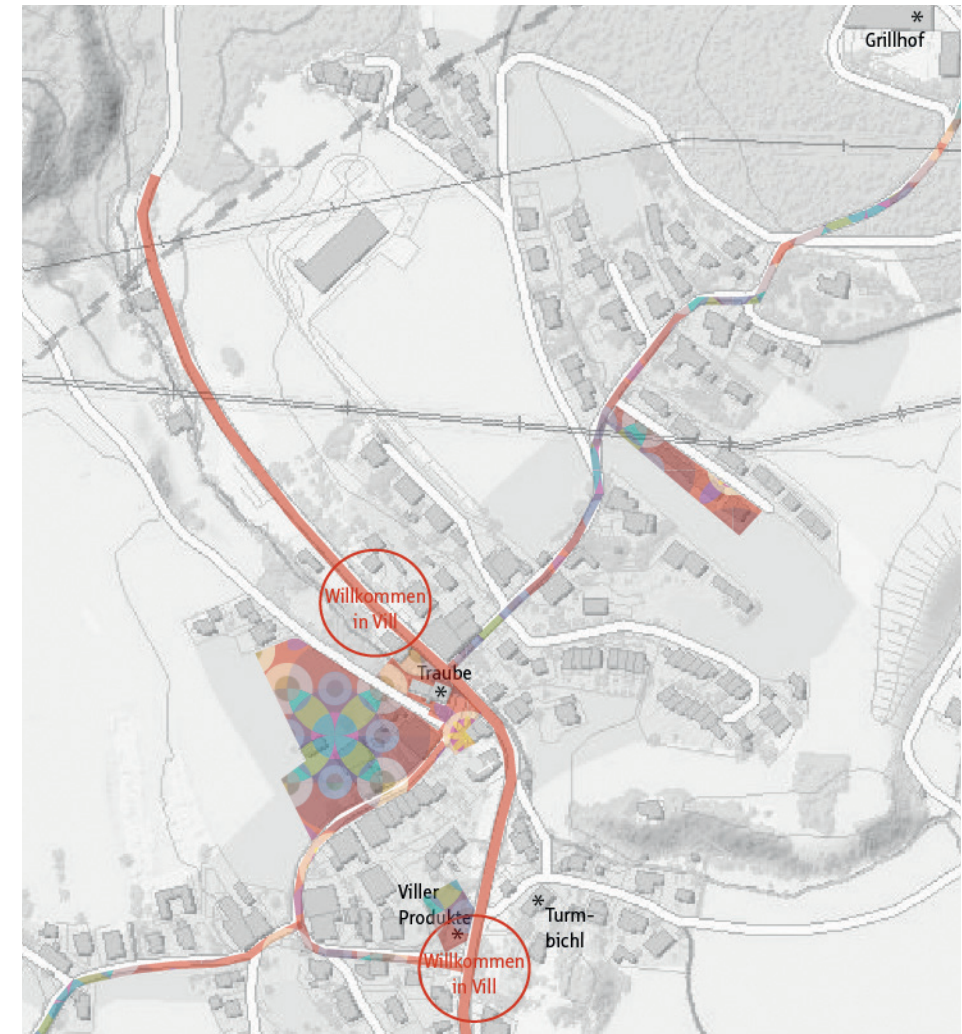 *
Grillhof
Willkommen
in Vill
Traube
*
Viller
Produkte
*
*Turm-
bichl
Willkommen
in Vill